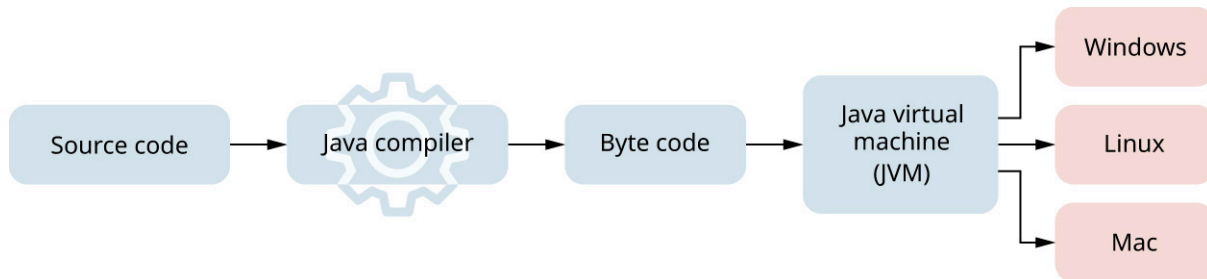 Source code
Java compiler
Byte code
Java virtual
machine
(JVM)
Windows
Linux
Mac